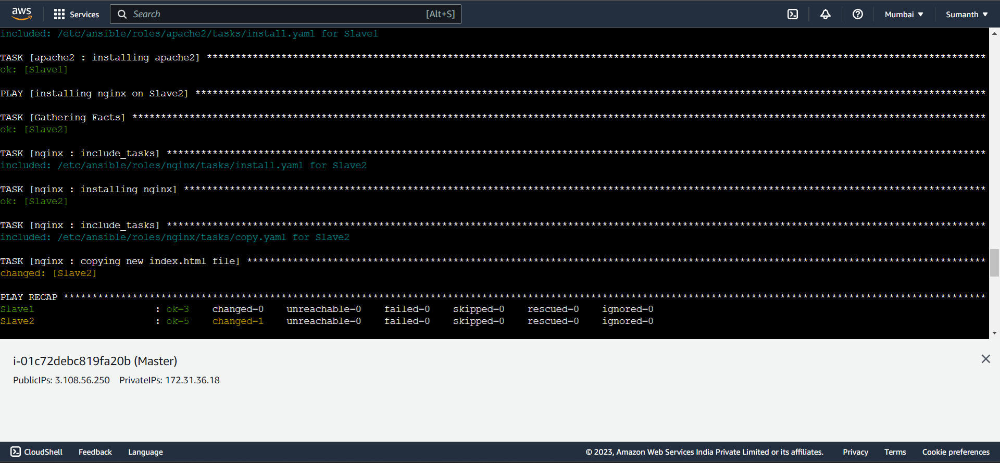 aws Services Search [Alt+S] Mumbai Sumanth
included: /etc/ansible/roles/apache2/tasks/install.yaml for Slave1
TASK [apache2 : installing apache2] ****************************************************************************************************************************************
ok: [Slave1]
PLAY [installing nginx on Slave2] ******************************************************************************************************************************************
TASK [Gathering Facts] *****************************************************************************************************************************************************
ok: [Slave2]
TASK [nginx : include_tasks] ***********************************************************************************************************************************************
included: /etc/ansible/roles/nginx/tasks/install.yaml for Slave2
TASK [nginx : installing nginx] ********************************************************************************************************************************************
ok: [Slave2]
TASK [nginx : include_tasks] ***********************************************************************************************************************************************
included: /etc/ansible/roles/nginx/tasks/copy.yaml for Slave2
TASK [nginx : copying new index.html file] *********************************************************************************************************************************
changed: [Slave2]
PLAY RECAP *****************************************************************************************************************************************************************
Slave1 : ok=3 changed=0 unreachable=0 failed=0 skipped=0 rescued=0 ignored=0
Slave2 : ok=5 changed=1 unreachable=0 failed=0 skipped=0 rescued=0 ignored=0
i-01c72debc819fa20b (Master)
PublicIPs: 3.108.56.250 PrivateIPs: 172.31.36.18
CloudShell Feedback Language © 2023, Amazon Web Services India Private Limited or its affiliates. Privacy Terms Cookie preferences